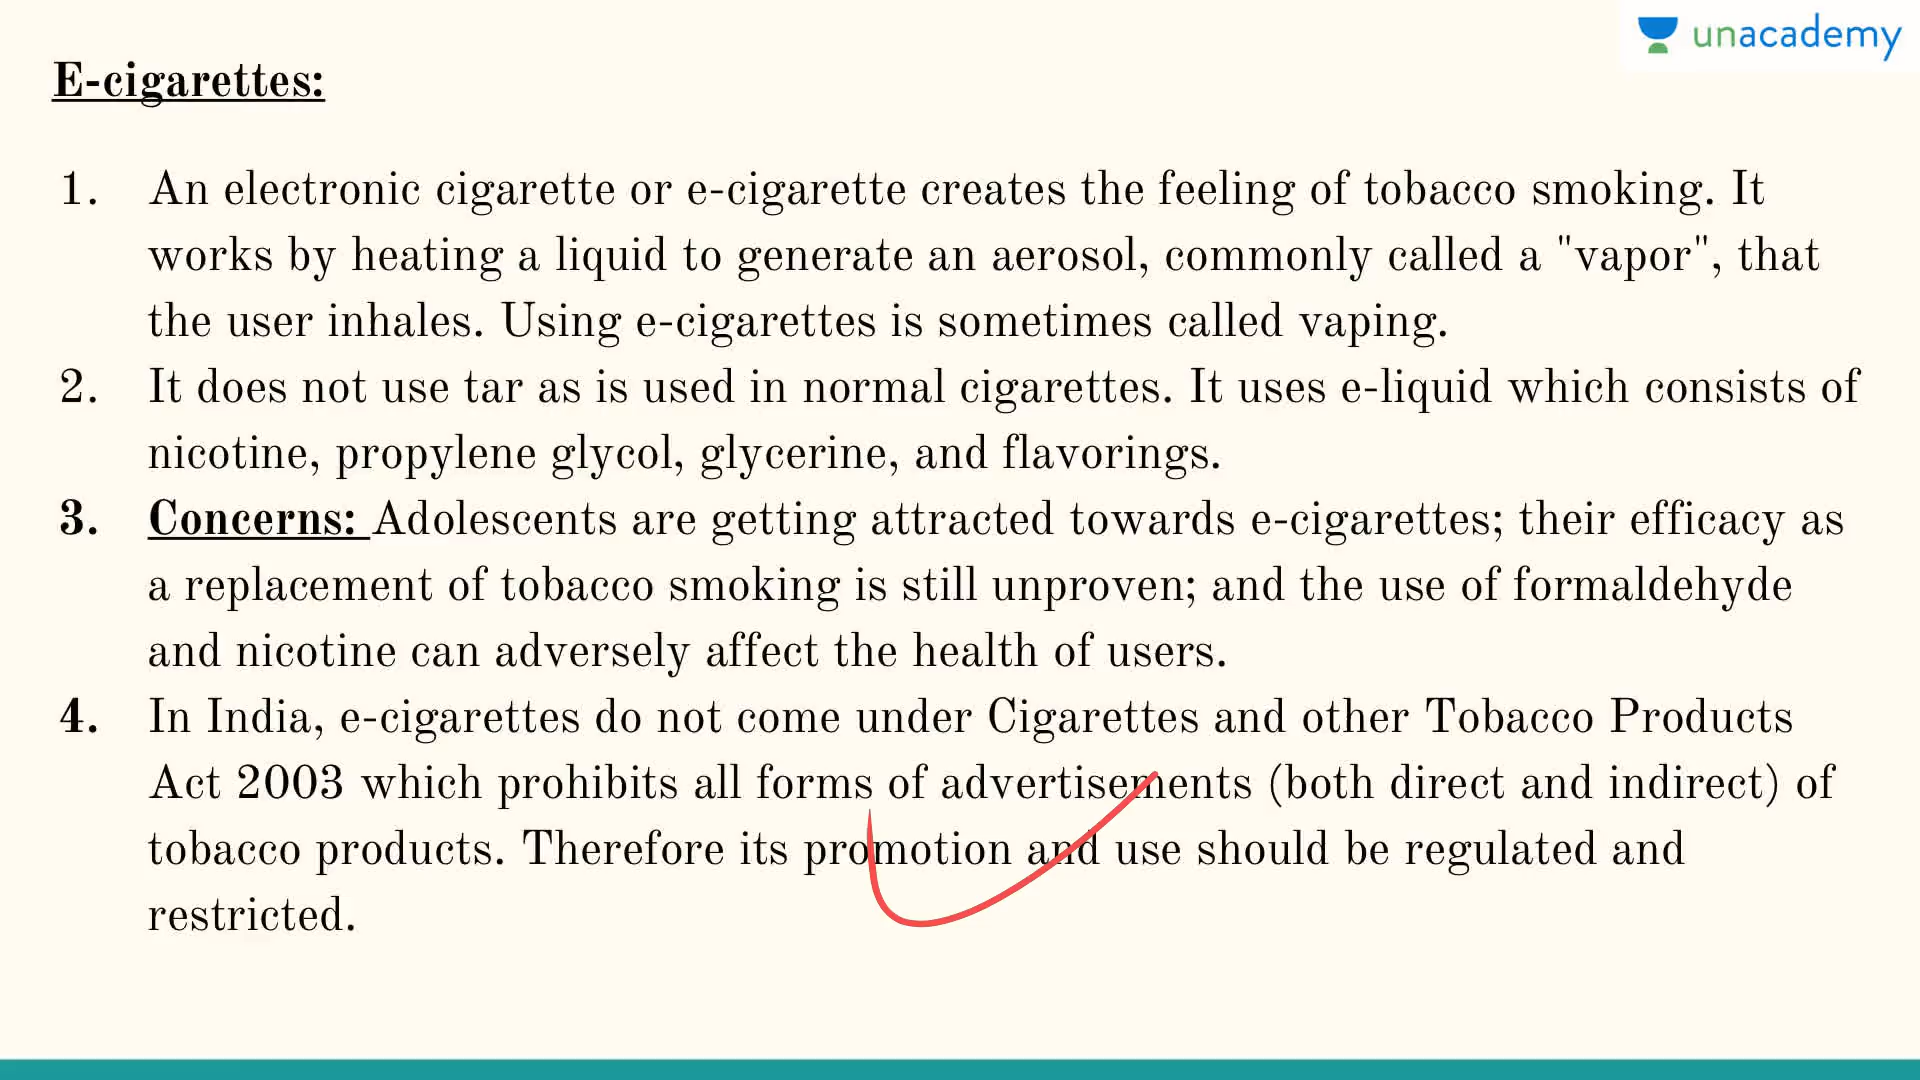 unacademy
E-cigarettes:
1. An electronic cigarette or e-cigarette creates the feeling of tobacco smoking. It
works by heating a liquid to generate an aerosol, commonly called a "vapor", that
the user inhales. Using e-cigarettes is sometimes called vaping.
2. It does not use tar as is used in normal cigarettes. It uses e-liquid which consists of
nicotine, propylene glycol, glycerine, and flavorings.
3. Concerns: Adolescents are getting attracted towards e-cigarettes; their efficacy as
a replacement of tobacco smoking is still unproven; and the use of formaldehyde
and nicotine can adversely affect the health of users.
4. In India, e-cigarettes do not come under Cigarettes and other Tobacco Products
Act 2003 which prohibits all forms of advertisements (both direct and indirect) of
tobacco products. Therefore its promotion and use should be regulated and
restricted.